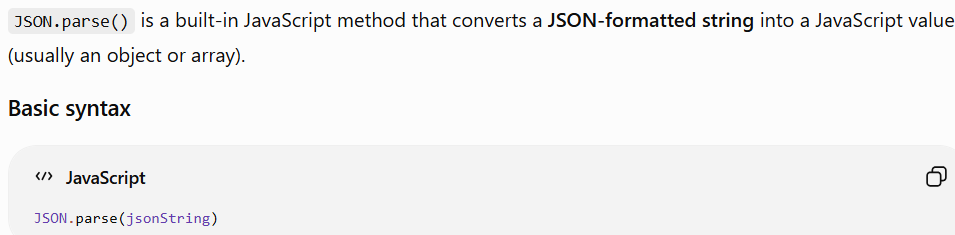 JSON.parse() is a built-in JavaScript method that converts a JSON-formatted string into a JavaScript value
(usually an object or array).
Basic syntax
</> JavaScript
JSON.parse(jsonString)